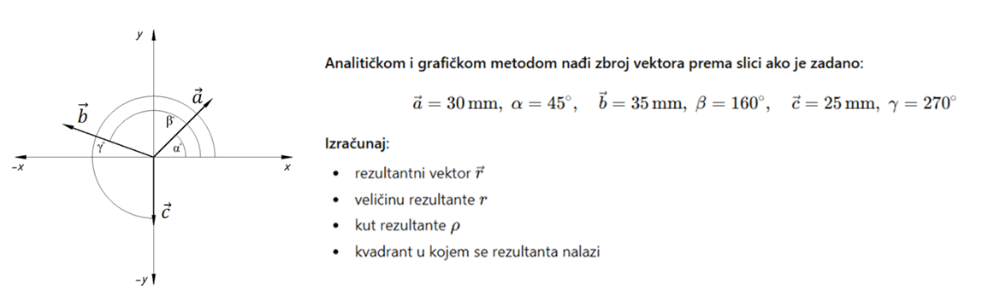 y
Analitičkom i grafičkom metodom nađi zbroj vektora prema slici ako je zadano:
a⃗ = 30 mm, α = 45°, b⃗ = 35 mm, β = 160°, c⃗ = 25 mm, γ = 270°
a⃗
b⃗
β°
γ°
α°
Izračunaj:
-x
x
• rezultantni vektor r⃗
• veličinu rezultante r
c⃗
• kut rezultante ρ
• kvadrant u kojem se rezultanta nalazi
-y